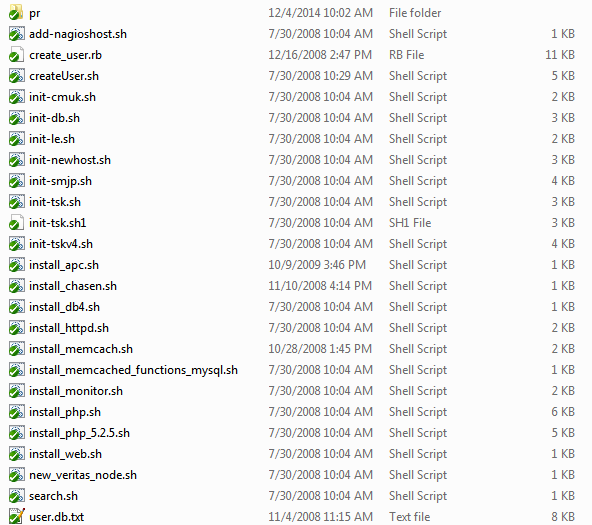 pr 12/4/2014 10:02 AM File folder
add-nagioshost.sh 7/30/2008 10:04 AM Shell Script 1 KB
create_user.rb 12/16/2008 2:47 PM RB File 11 KB
createUser.sh 7/30/2008 10:29 AM Shell Script 5 KB
init-cmuk.sh 7/30/2008 10:04 AM Shell Script 2 KB
init-db.sh 7/30/2008 10:04 AM Shell Script 3 KB
init-le.sh 7/30/2008 10:04 AM Shell Script 2 KB
init-newhost.sh 7/30/2008 10:04 AM Shell Script 3 KB
init-smjp.sh 7/30/2008 10:04 AM Shell Script 4 KB
init-tsk.sh 7/30/2008 10:04 AM Shell Script 3 KB
init-tsk.sh1 7/30/2008 10:04 AM SH1 File 3 KB
init-tskv4.sh 7/30/2008 10:04 AM Shell Script 4 KB
install_apc.sh 10/9/2009 3:46 PM Shell Script 1 KB
install_chasen.sh 11/10/2008 4:14 PM Shell Script 1 KB
install_db4.sh 7/30/2008 10:04 AM Shell Script 1 KB
install_httpd.sh 7/30/2008 10:04 AM Shell Script 2 KB
install_memcach.sh 10/28/2008 1:45 PM Shell Script 2 KB
install_memcached_functions_mysql.sh 7/30/2008 10:04 AM Shell Script 1 KB
install_monitor.sh 7/30/2008 10:04 AM Shell Script 2 KB
install_php.sh 7/30/2008 10:04 AM Shell Script 6 KB
install_php_5.2.5.sh 7/30/2008 10:04 AM Shell Script 5 KB
install_web.sh 7/30/2008 10:04 AM Shell Script 1 KB
new_veritas_node.sh 7/30/2008 10:04 AM Shell Script 1 KB
search.sh 7/30/2008 10:04 AM Shell Script 1 KB
user.db.txt 11/4/2008 11:15 AM Text file 8 KB